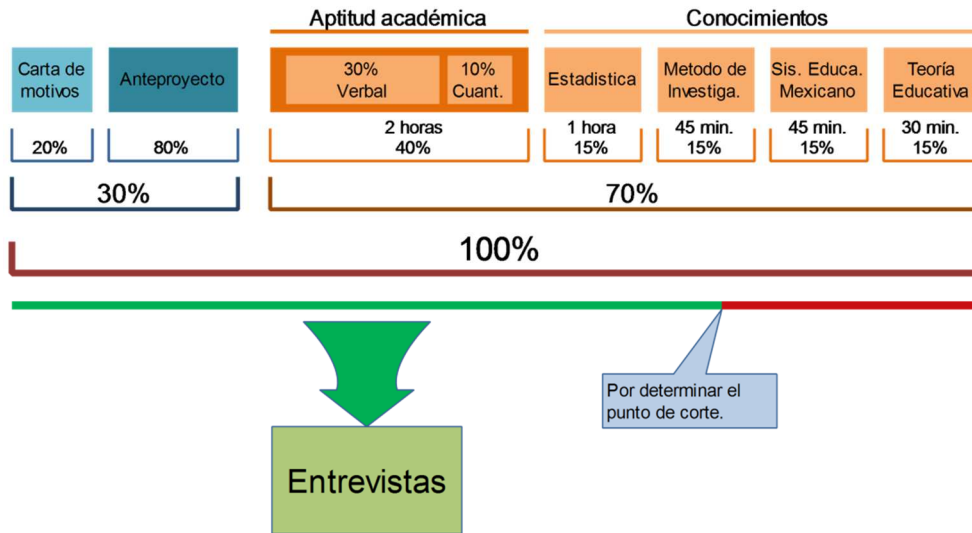 Aptitud académica
Conocimientos
Carta de
motivos
Anteproyecto
30%
Verbal
10%
Cuant.
Estadistica
Metodo de
Investiga.
Sis. Educa.
Mexicano
Teoría
Educativa
20%
80%
2 horas
40%
1 hora
15%
45 min.
15%
45 min.
15%
30 min.
15%
30%
70%
100%
Por determinar el
punto de corte.
Entrevistas